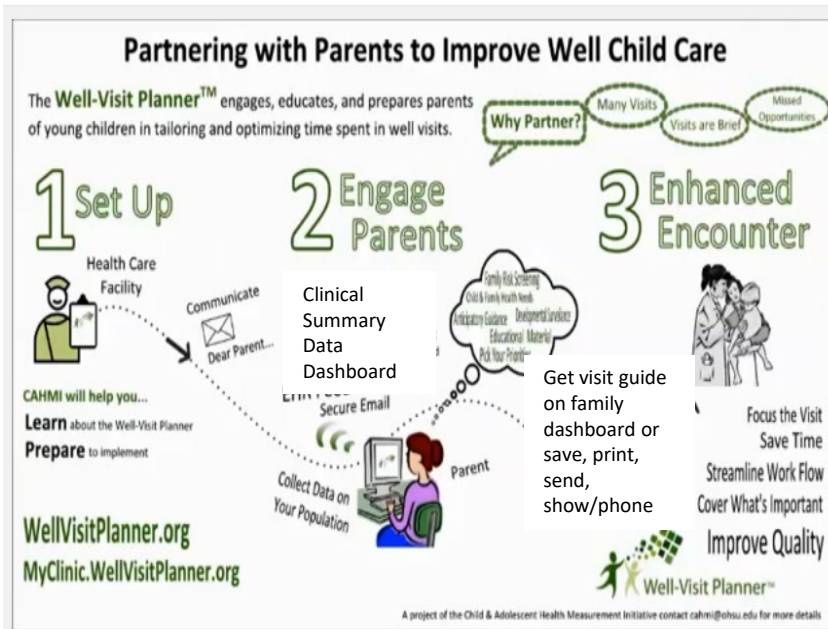 Partnering with Parents to Improve Well Child Care
The Well-Visit Planner™ engages, educates, and prepares parents
of young children in tailoring and optimizing time spent in well visits.
Why Partner?
Many Visits
Visits are Brief
Missed
Opportunities
1 Set Up
Health Care
Facility
Communicate
Dear Parent...
CAHMI will help you...
Learn about the Well-Visit Planner
Prepare to implement
WellVisitPlanner.org
MyClinic.WellVisitPlanner.org
2 Engage
Parents
Clinical
Summary
Data
Dashboard
Secure Email
Collect Data on
Your Population
Parent
Family Risk Screening
Child & Family Health Needs
Anticipatory Guidance Developmental Surveillance
Educational Material
Pick Your Priorities
Get visit guide
on family
dashboard or
save, print,
send,
show/phone
3 Enhanced
Encounter
Focus the Visit
Save Time
Streamline Work Flow
Cover What's Important
Improve Quality
Well-Visit Planner™
A project of the Child & Adolescent Health Measurement Initiative contact cahmi@ohsu.edu for more details